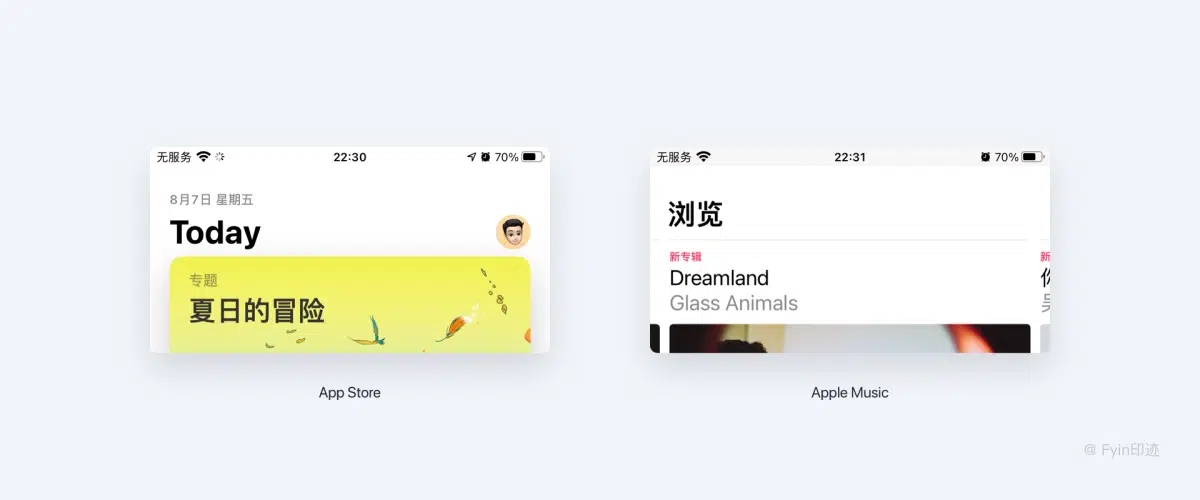 无服务
22:30
70%
8月7日 星期五
Today
专题
夏日的冒险
App Store
无服务
22:31
70%
浏览
新专辑
Dreamland
Glass Animals
Apple Music
@ Fyin印迹